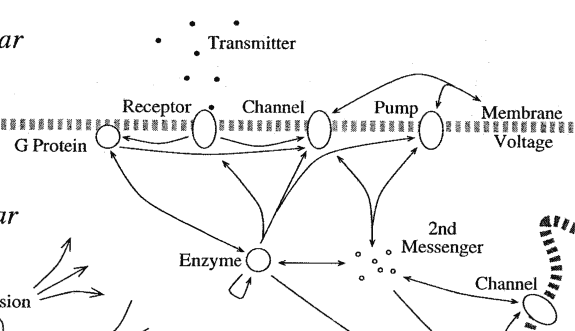 ar
Transmitter
Receptor
Channel
Pump
Membrane
Voltage
G Protein
ar
2nd
Messenger
Enzyme
Channel
sion